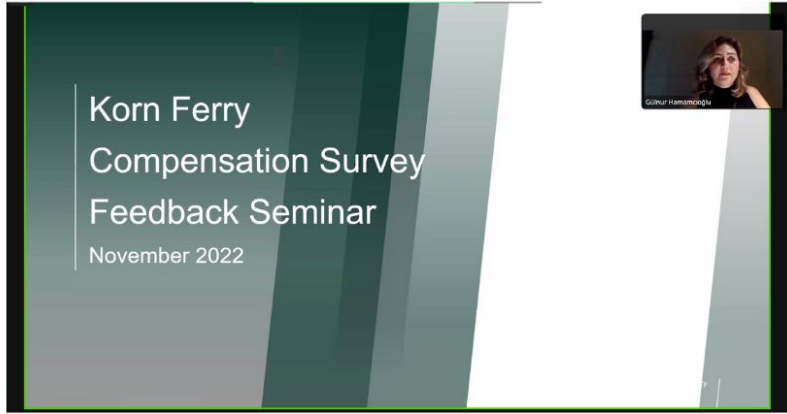 Korn Ferry
Compensation Survey
Feedback Seminar
November 2022
Gülnur Hamamcıoğlu